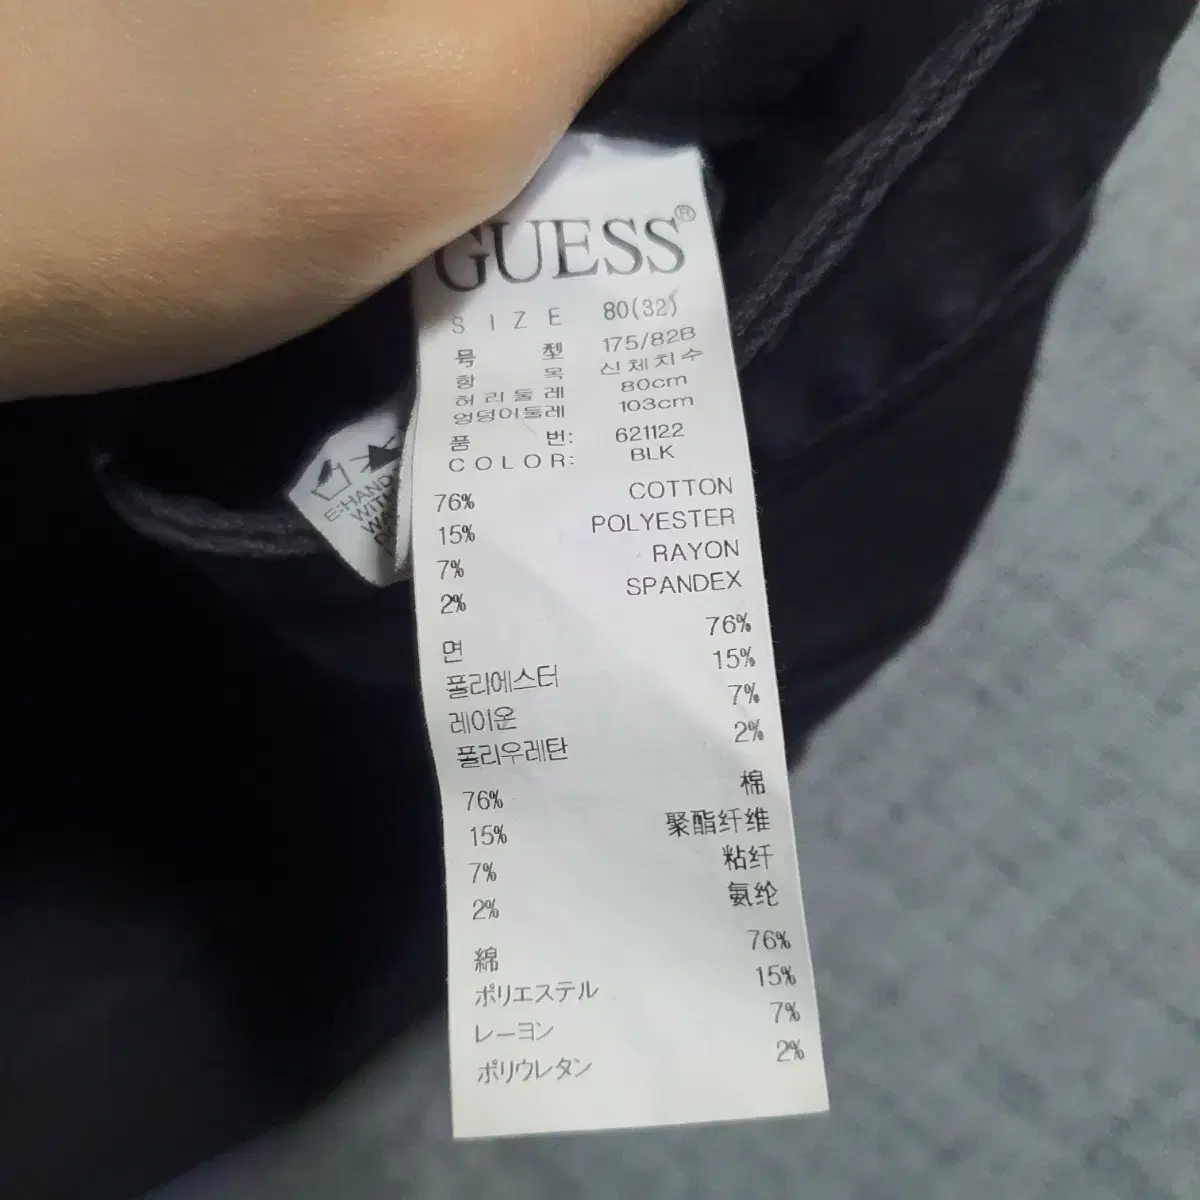 GUESS®
SIZE 80(32)
号 型 175/82B
항 목 신체치수
허리둘레 80cm
엉덩이둘레 103cm
품 번: 621122
COLOR: BLK
76% COTTON
15% POLYESTER
7% RAYON
2% SPANDEX
면 76%
폴리에스터 15%
레이온 7%
폴리우레탄 2%
76% 棉
15% 聚酯纤维
7% 粘纤
2% 氨纶
綿 76%
ポリエステル 15%
レーヨン 7%
ポリウレタン 2%
E-HAND
WITH